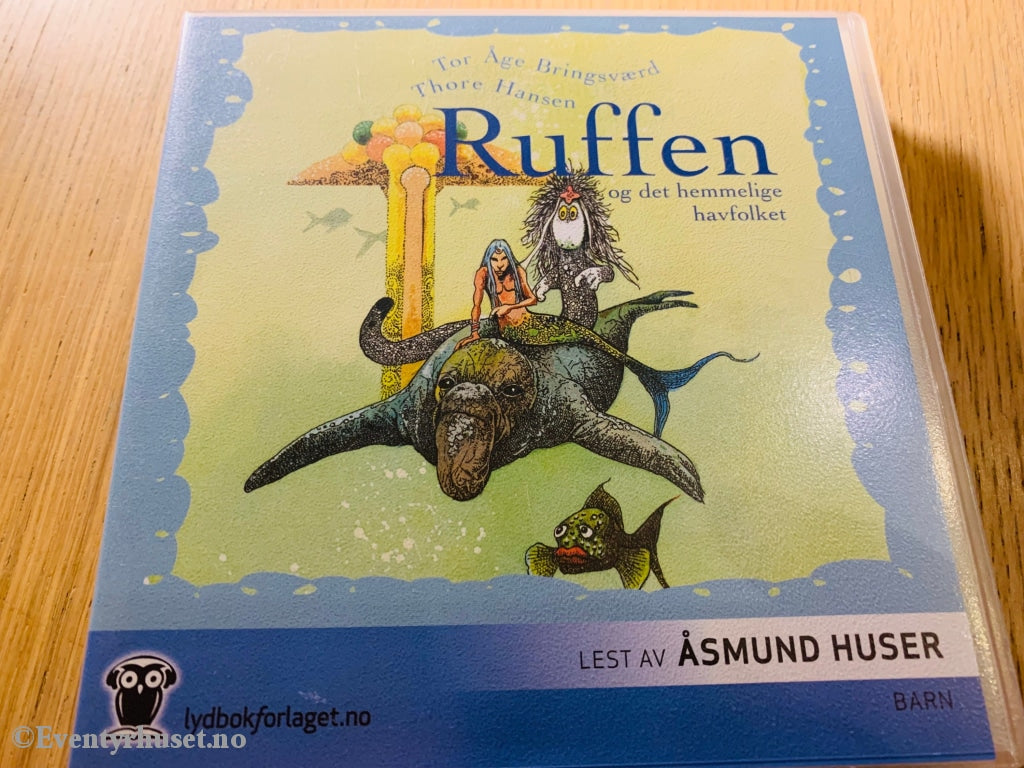 Tor Åge Bringsværd
Thore Hansen
Ruffen
og det hemmelige
havfolket
LEST AV ÅSMUND HUSER
BARN
lydbokforlaget.no
©Eventyrhuset.no